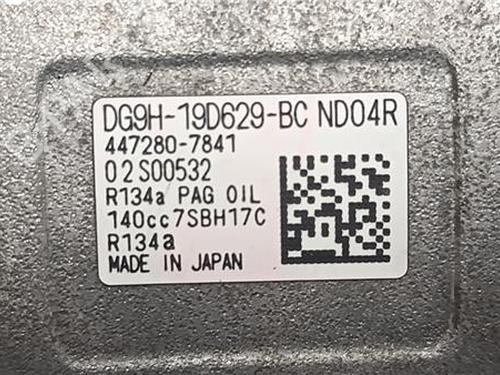 DG9H-19D629-BC ND04R
447280-7841
02S00532
R134a PAG OIL
140cc7SBH17C
R134a
MADE IN JAPAN